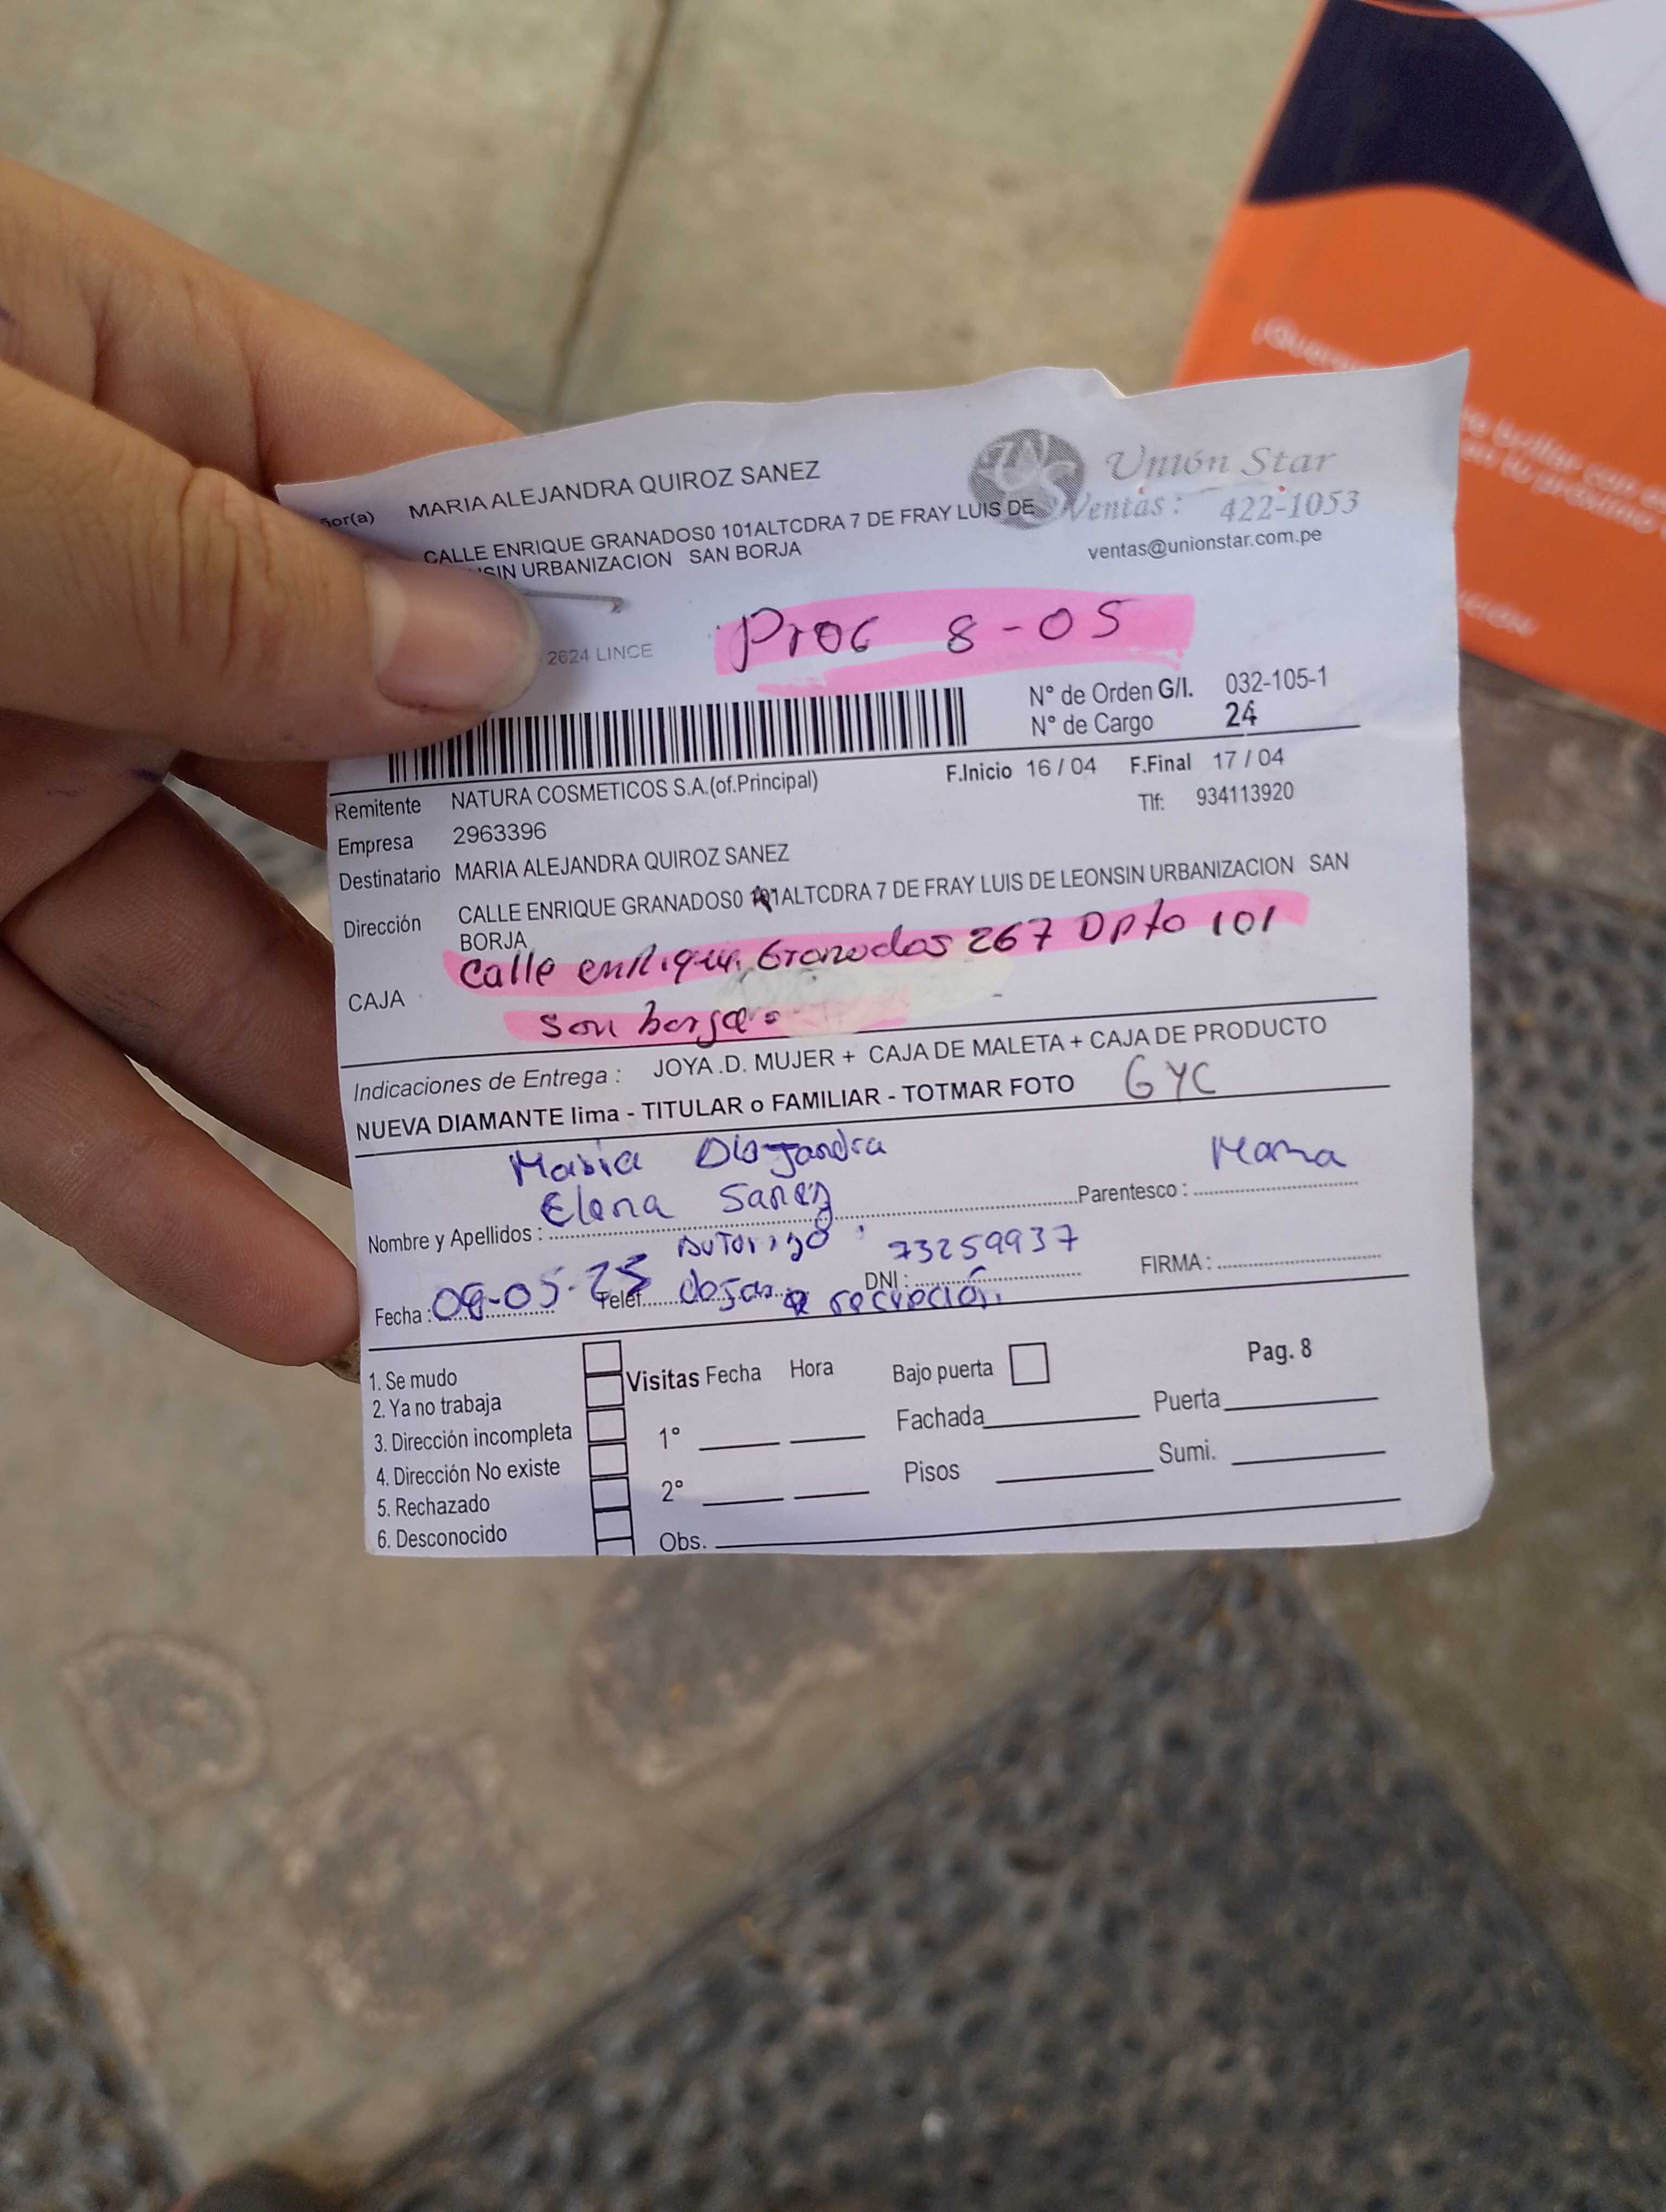 ñor(a) MARIA ALEJANDRA QUIROZ SANEZ
Unión Star
CALLE ENRIQUE GRANADOS0 101ALTCDRA 7 DE FRAY LUIS DE
Ventas: 422-1053
SIN URBANIZACION SAN BORJA
ventas@unionstar.com.pe
Proc 8-05
2624 LINCE
N° de Orden G/I. 032-105-1
N° de Cargo 24
Remitente NATURA COSMETICOS S.A.(of.Principal)
F.Inicio 16 / 04 F.Final 17 / 04
Empresa 2963396
Tlf: 934113920
Destinatario MARIA ALEJANDRA QUIROZ SANEZ
Dirección CALLE ENRIQUE GRANADOS0 101ALTCDRA 7 DE FRAY LUIS DE LEONSIN URBANIZACION SAN
BORJA
Calle enrique Granados 267 Dpto 101
CAJA
san borja
Indicaciones de Entrega : JOYA .D. MUJER + CAJA DE MALETA + CAJA DE PRODUCTO
NUEVA DIAMANTE lima - TITULAR o FAMILIAR - TOTMAR FOTO GYC
Maria
Elena Sanez
Mama
Nombre y Apellidos : Parentesco :
Autorizo 73259937
Fecha : Telef. DNI : FIRMA :
recepción
1. Se mudo
2. Ya no trabaja
3. Dirección incompleta
4. Dirección No existe
5. Rechazado
6. Desconocido
Visitas Fecha Hora Bajo puerta Pag. 8
1° Fachada Puerta
2° Pisos Sumi.
Obs.